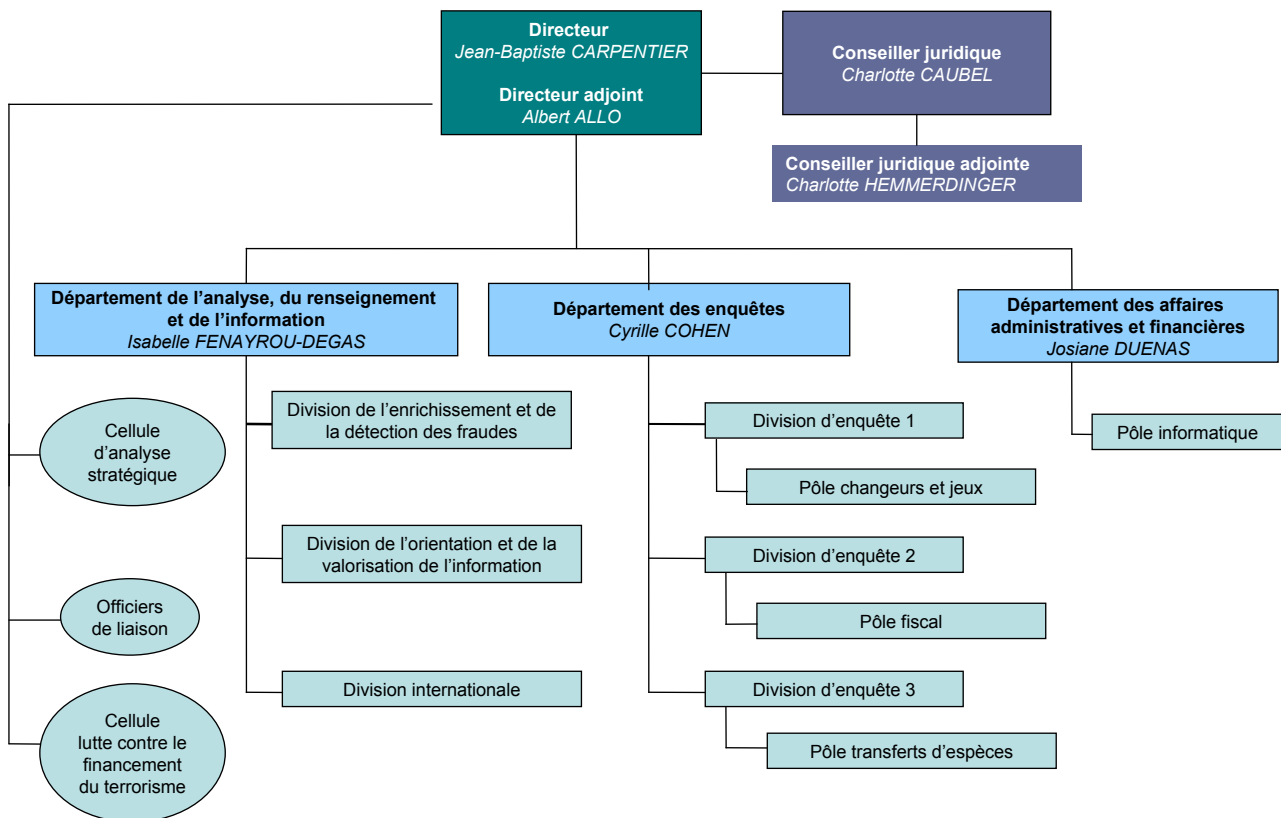 Directeur
Jean-Baptiste CARPENTIER
Directeur adjoint
Albert ALLO
Conseiller juridique
Charlotte CAUBEL
Conseiller juridique adjointe
Charlotte HEMMERDINGER
Département de l’analyse, du renseignement
et de l’information
Isabelle FENAYROU-DEGAS
Département des enquêtes
Cyrille COHEN
Département des affaires
administratives et financières
Josiane DUENAS
Cellule
d’analyse
stratégique
Officiers
de liaison
Cellule
lutte contre le
financement
du terrorisme
Division de l’enrichissement et de
la détection des fraudes
Division de l’orientation et de la
valorisation de l’information
Division internationale
Division d’enquête 1
Pôle changeurs et jeux
Division d’enquête 2
Pôle fiscal
Division d’enquête 3
Pôle transferts d’espèces
Pôle informatique